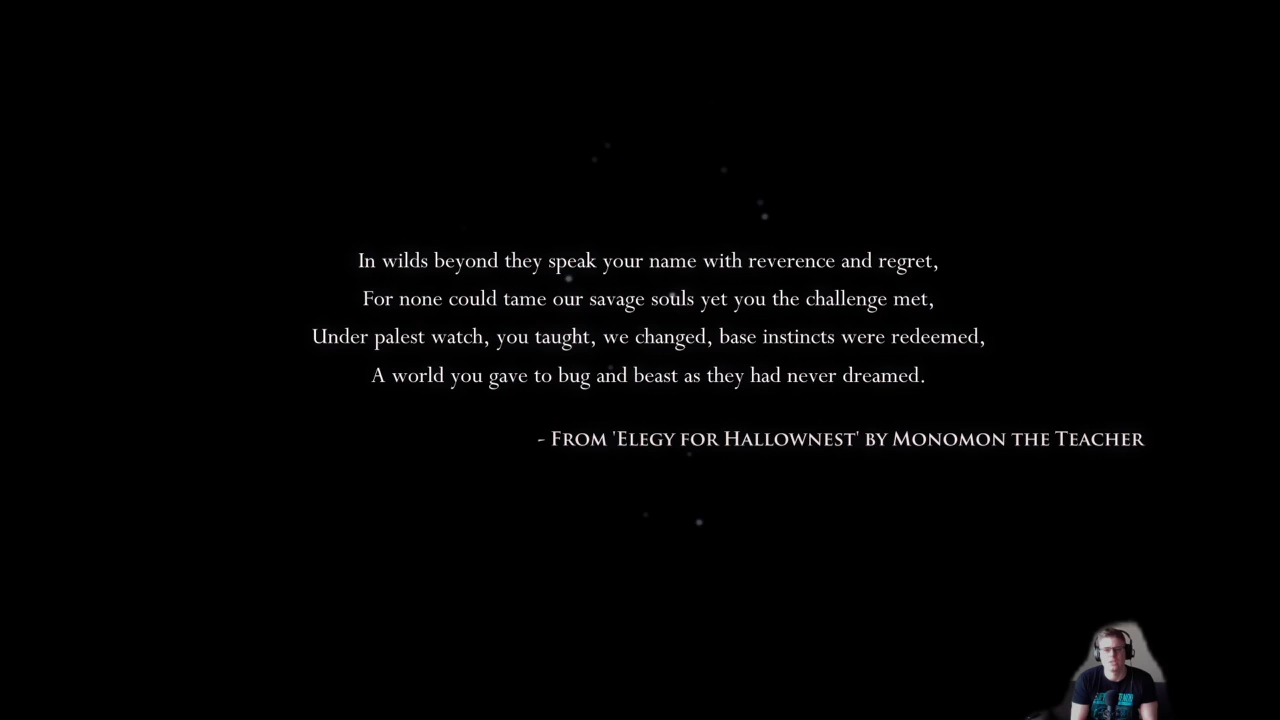 In wilds beyond they speak your name with reverence and regret,
For none could tame our savage souls yet you the challenge met,
Under palest watch, you taught, we changed, base instincts were redeemed,
A world you gave to bug and beast as they had never dreamed.
- From 'Elegy for Hallownest' by Monomon the Teacher